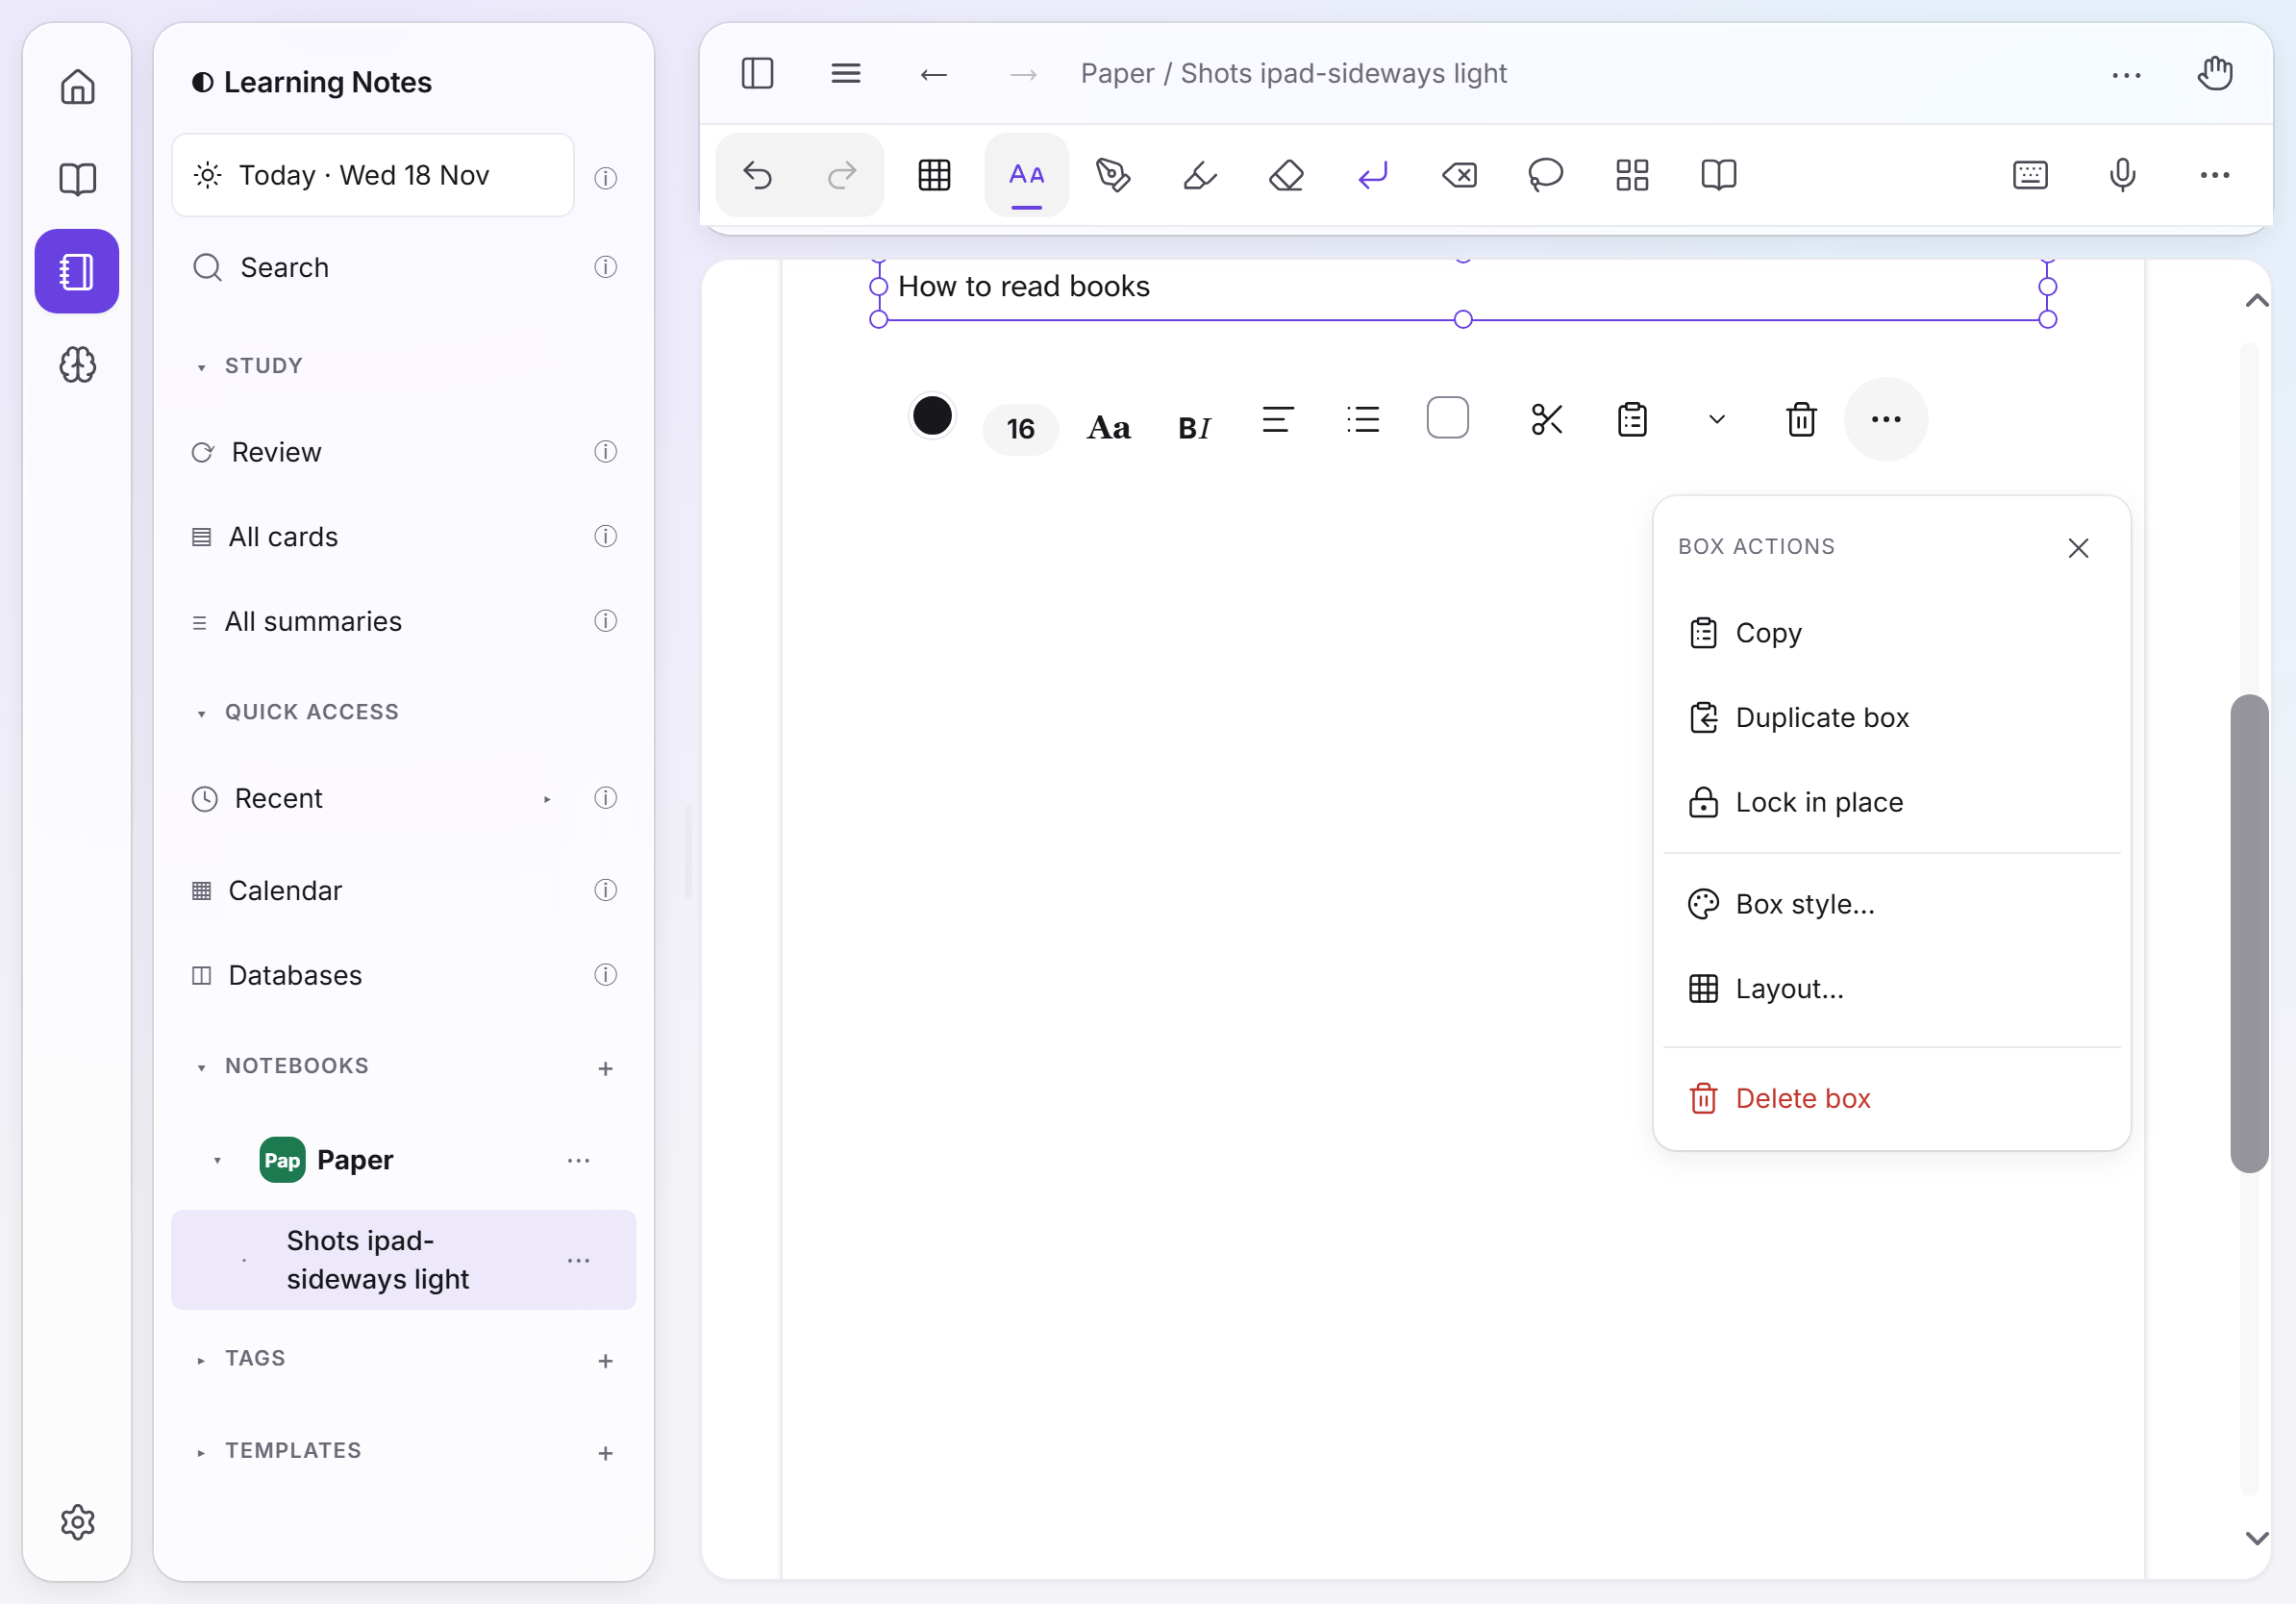 Learning Notes
Today · Wed 18 Nov
Search
STUDY
Review
All cards
All summaries
QUICK ACCESS
Recent
Calendar
Databases
NOTEBOOKS
Pap Paper
Shots ipad-
sideways light
TAGS
TEMPLATES
Paper / Shots ipad-sideways light
AA
How to read books
16 Aa BI
BOX ACTIONS
Copy
Duplicate box
Lock in place
Box style...
Layout...
Delete box